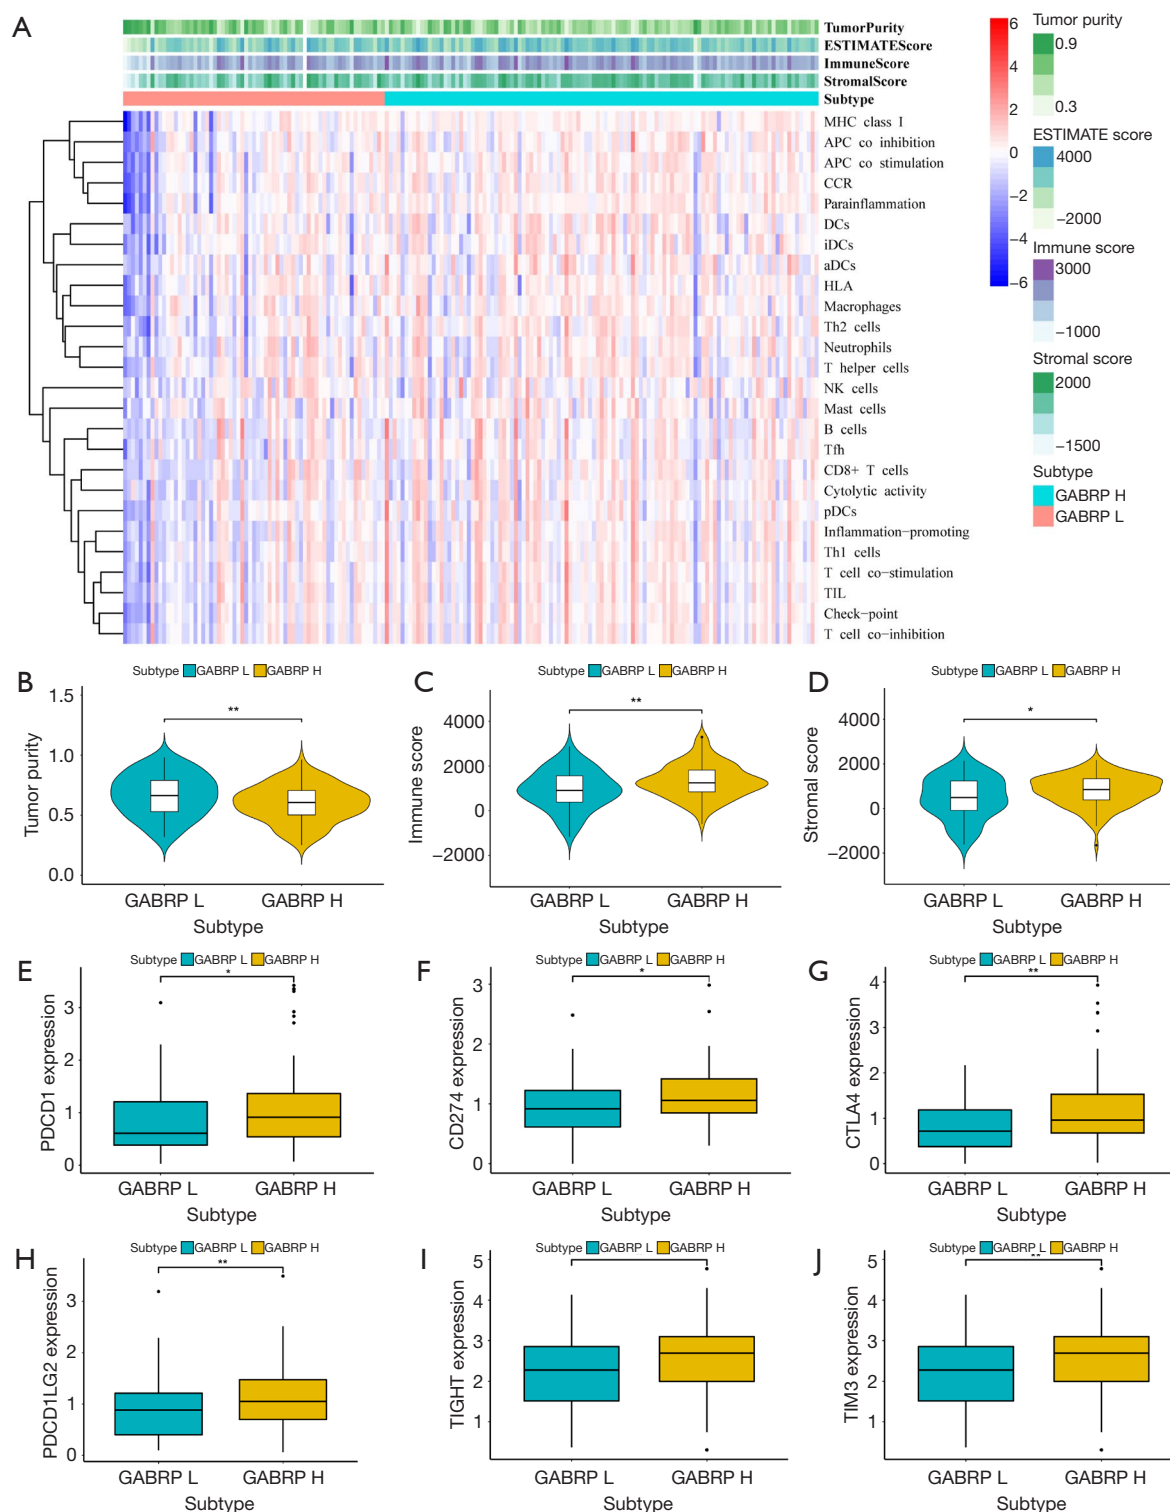 A
TumorPurity
ESTIMATEScore
ImmuneScore
StromalScore
Subtype
MHC class I
APC co inhibition
APC co stimulation
CCR
Parainflammation
DCs
iDCs
aDCs
HLA
Macrophages
Th2 cells
Neutrophils
T helper cells
NK cells
Mast cells
B cells
Tfh
CD8+ T cells
Cytolytic activity
pDCs
Inflammation-promoting
Th1 cells
T cell co-stimulation
TIL
Check-point
T cell co-inhibition
6
4
2
0
−2
−4
−6
Tumor purity
0.9
0.3
ESTIMATE score
4000
−2000
Immune score
3000
−1000
Stromal score
2000
−1500
Subtype
GABRP H
GABRP L
B
Subtype GABRP L GABRP H
Tumor purity
1.5
1.0
0.5
0.0
**
GABRP L GABRP H
Subtype
C
Subtype GABRP L GABRP H
Immune score
4000
2000
0
−2000
**
GABRP L GABRP H
Subtype
D
Subtype GABRP L GABRP H
Stromal score
4000
2000
0
−2000
*
GABRP L GABRP H
Subtype
E
Subtype GABRP L GABRP H
PDCD1 expression
3
2
1
0
*
GABRP L GABRP H
Subtype
F
Subtype GABRP L GABRP H
CD274 expression
3
2
1
0
*
GABRP L GABRP H
Subtype
G
Subtype GABRP L GABRP H
CTLA4 expression
4
3
2
1
0
**
GABRP L GABRP H
Subtype
H
Subtype GABRP L GABRP H
PDCD1LG2 expression
3
2
1
0
**
GABRP L GABRP H
Subtype
I
Subtype GABRP L GABRP H
TIGHT expression
5
4
3
2
1
GABRP L GABRP H
Subtype
J
Subtype GABRP L GABRP H
TIM3 expression
5
4
3
2
1
**
GABRP L GABRP H
Subtype